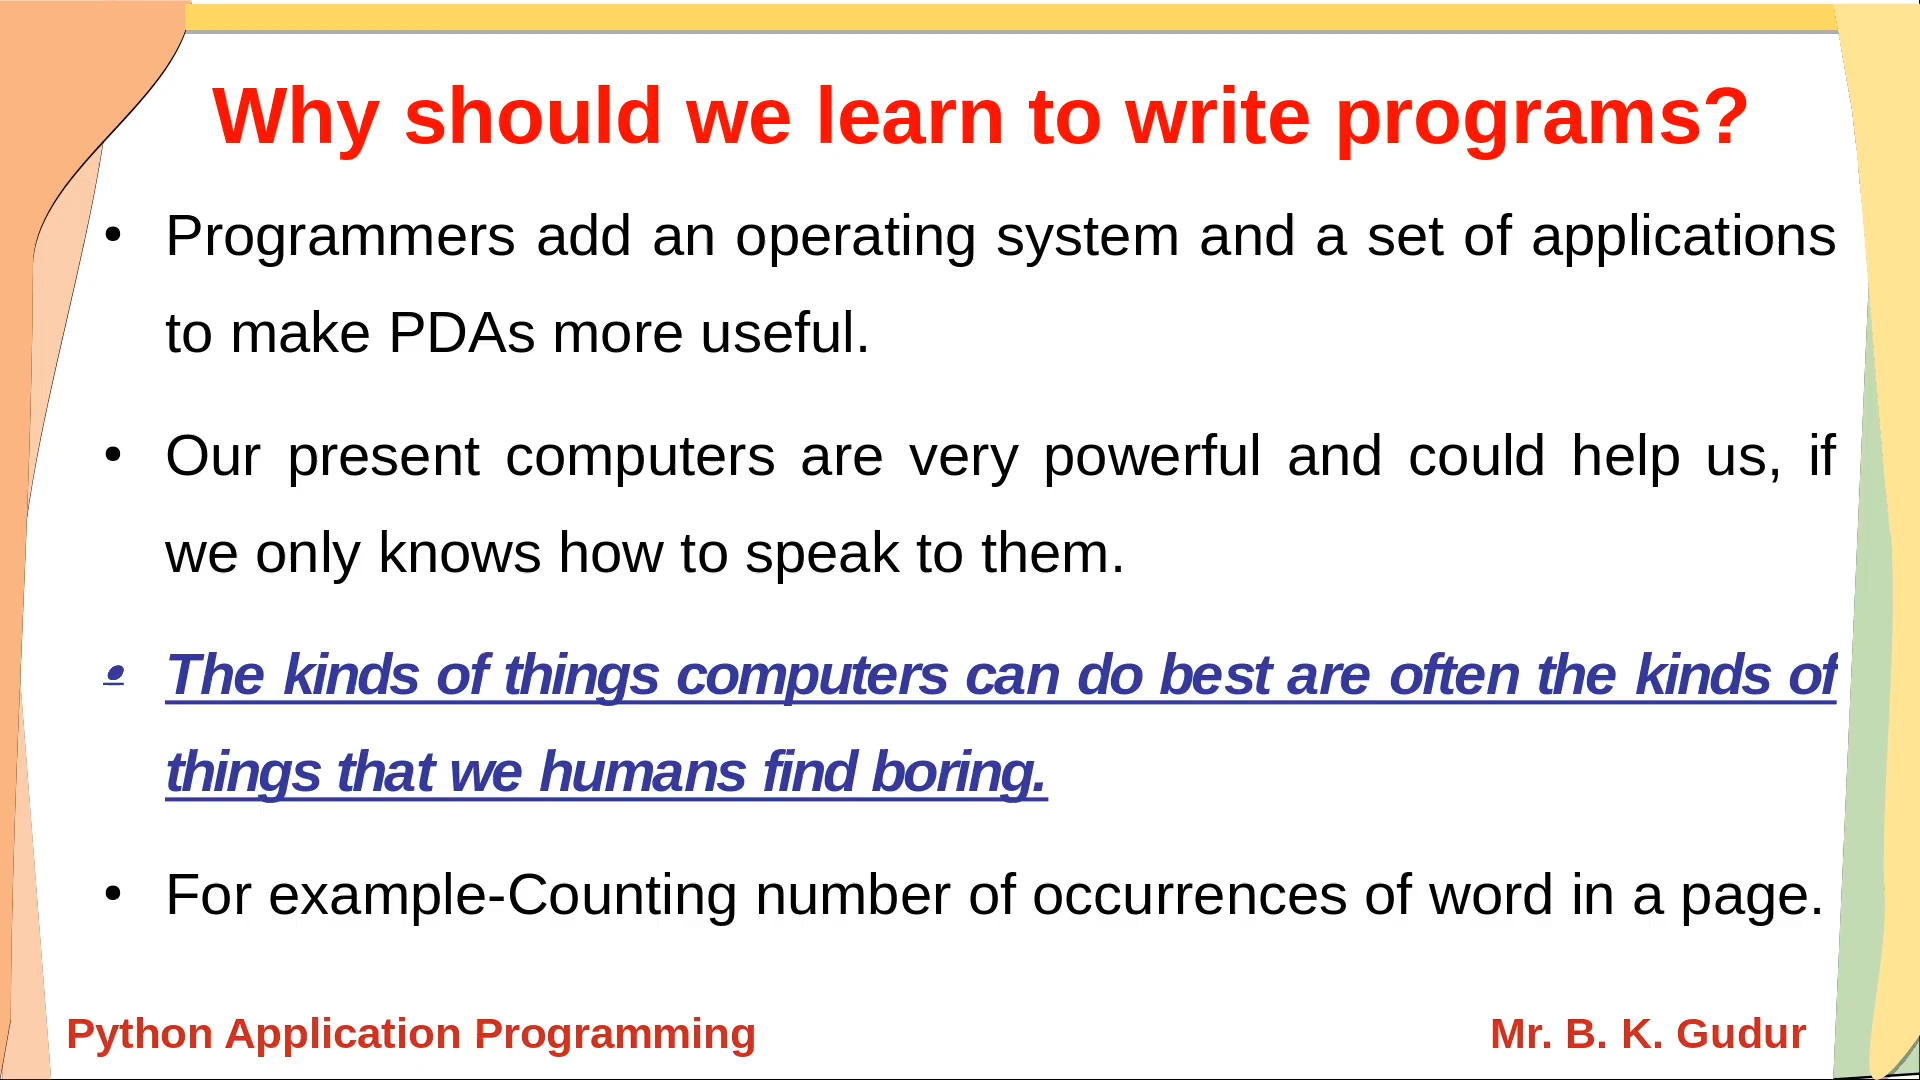 Why should we learn to write programs?
• Programmers add an operating system and a set of applications
to make PDAs more useful.
• Our present computers are very powerful and could help us, if
we only knows how to speak to them.
• The kinds of things computers can do best are often the kinds of
things that we humans find boring.
• For example-Counting number of occurrences of word in a page.
Python Application Programming
Mr. B. K. Gudur